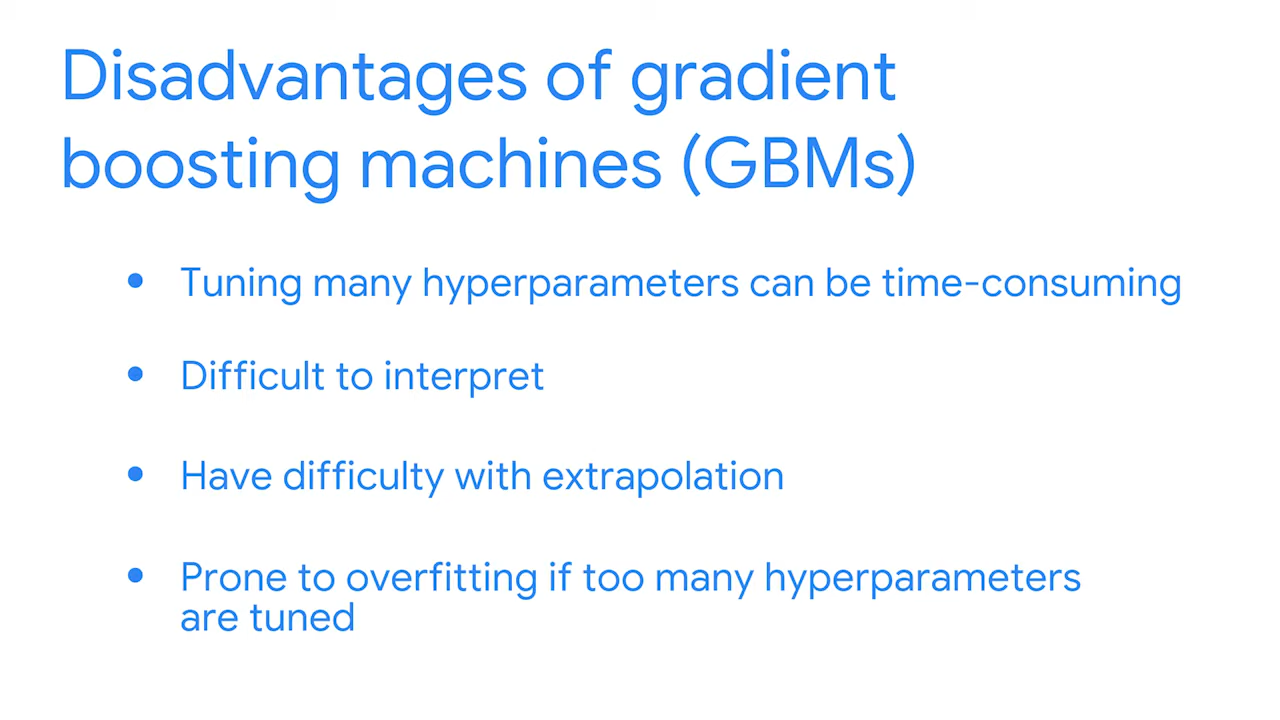 Disadvantages of gradient
boosting machines (GBMs)
• Tuning many hyperparameters can be time-consuming
• Difficult to interpret
• Have difficulty with extrapolation
• Prone to overfitting if too many hyperparameters
are tuned